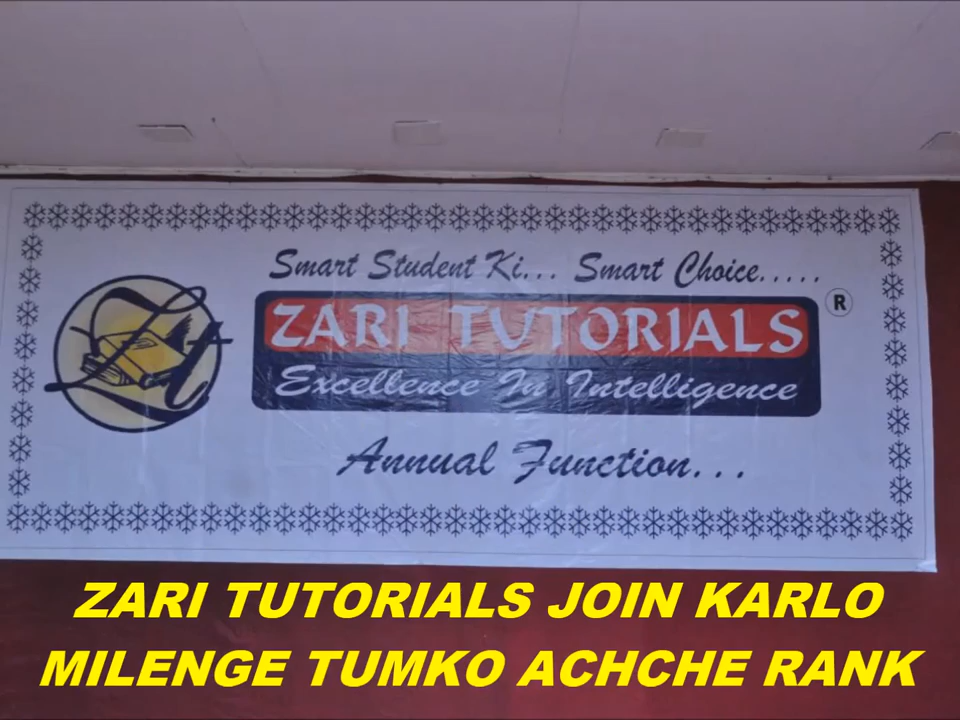 Smart Student Ki... Smart Choice.....
ZARI TUTORIALS
®
Excellence In Intelligence
Annual Function...
ZARI TUTORIALS JOIN KARLO
MILENGE TUMKO ACHCHE RANK